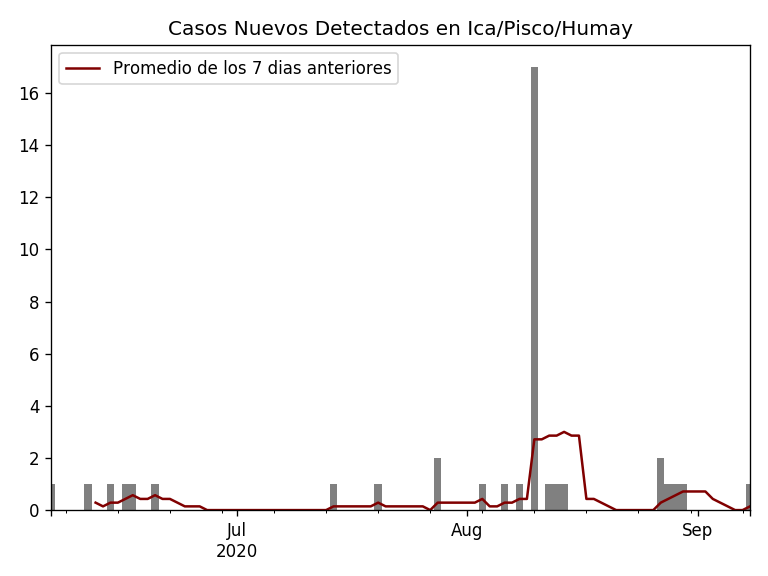 Casos Nuevos Detectados en Ica/Pisco/Humay
Promedio de los 7 dias anteriores
16
14
12
10
8
6
4
2
0
Jul
2020
Aug
Sep